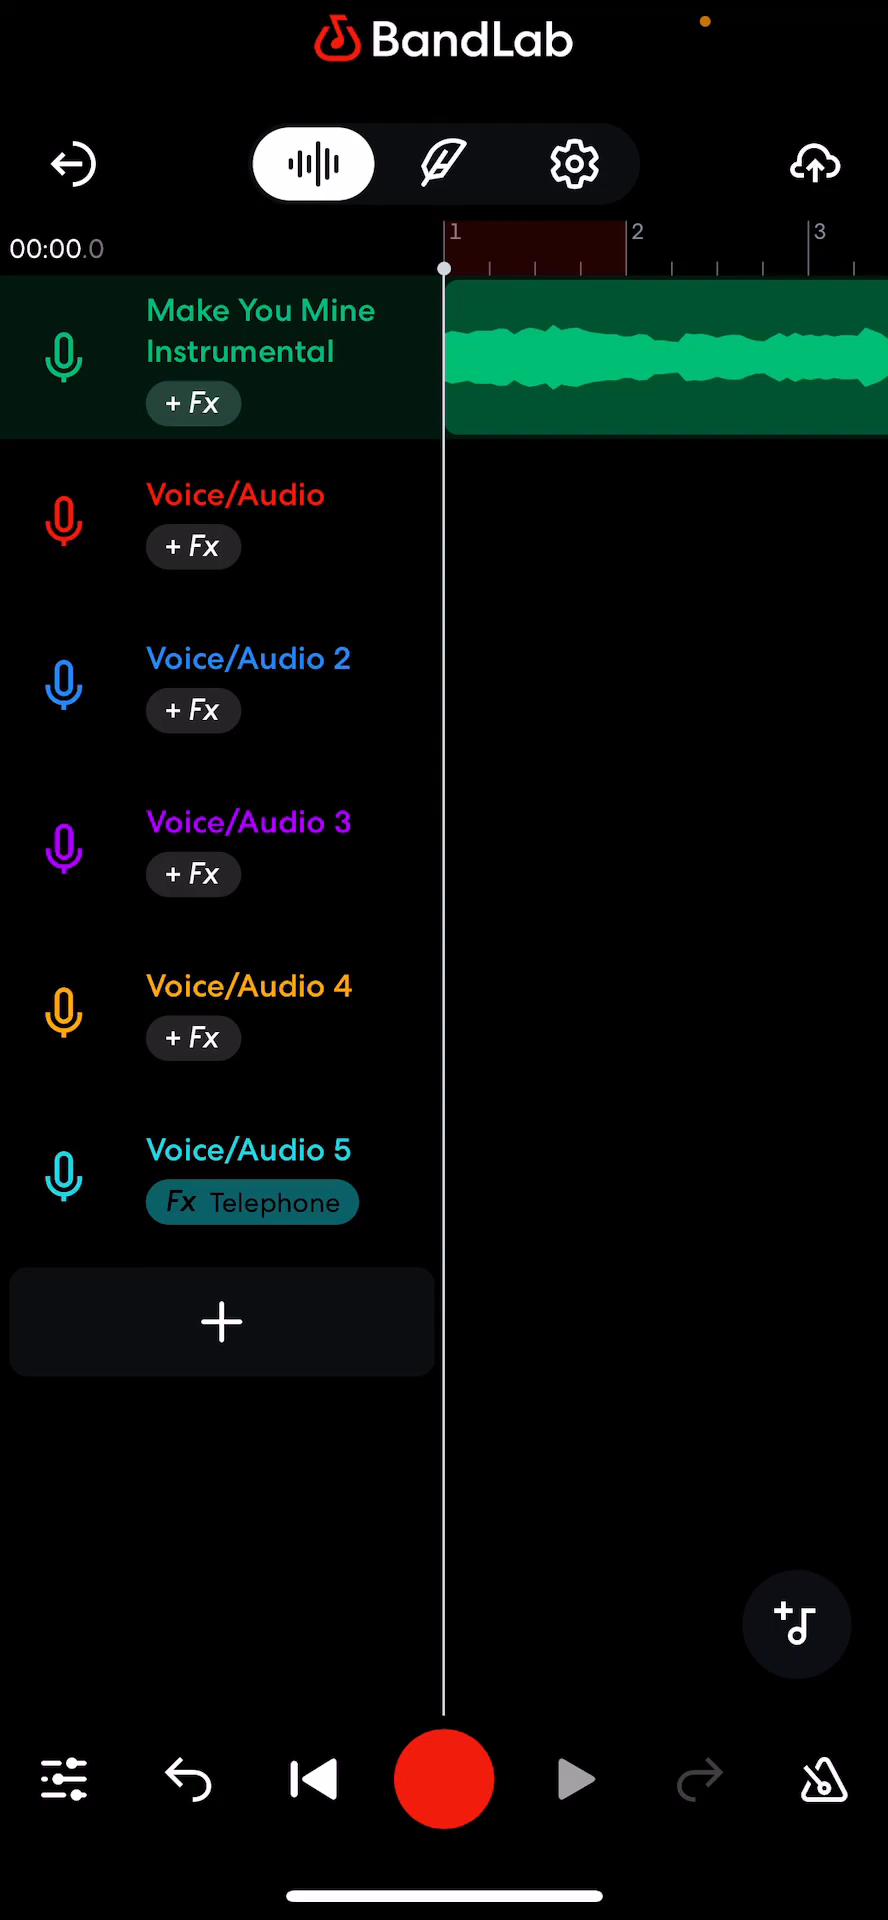 BandLab
00:00.0
1 2 3
Make You Mine
Instrumental
+ Fx
Voice/Audio
+ Fx
Voice/Audio 2
+ Fx
Voice/Audio 3
+ Fx
Voice/Audio 4
+ Fx
Voice/Audio 5
Fx Telephone